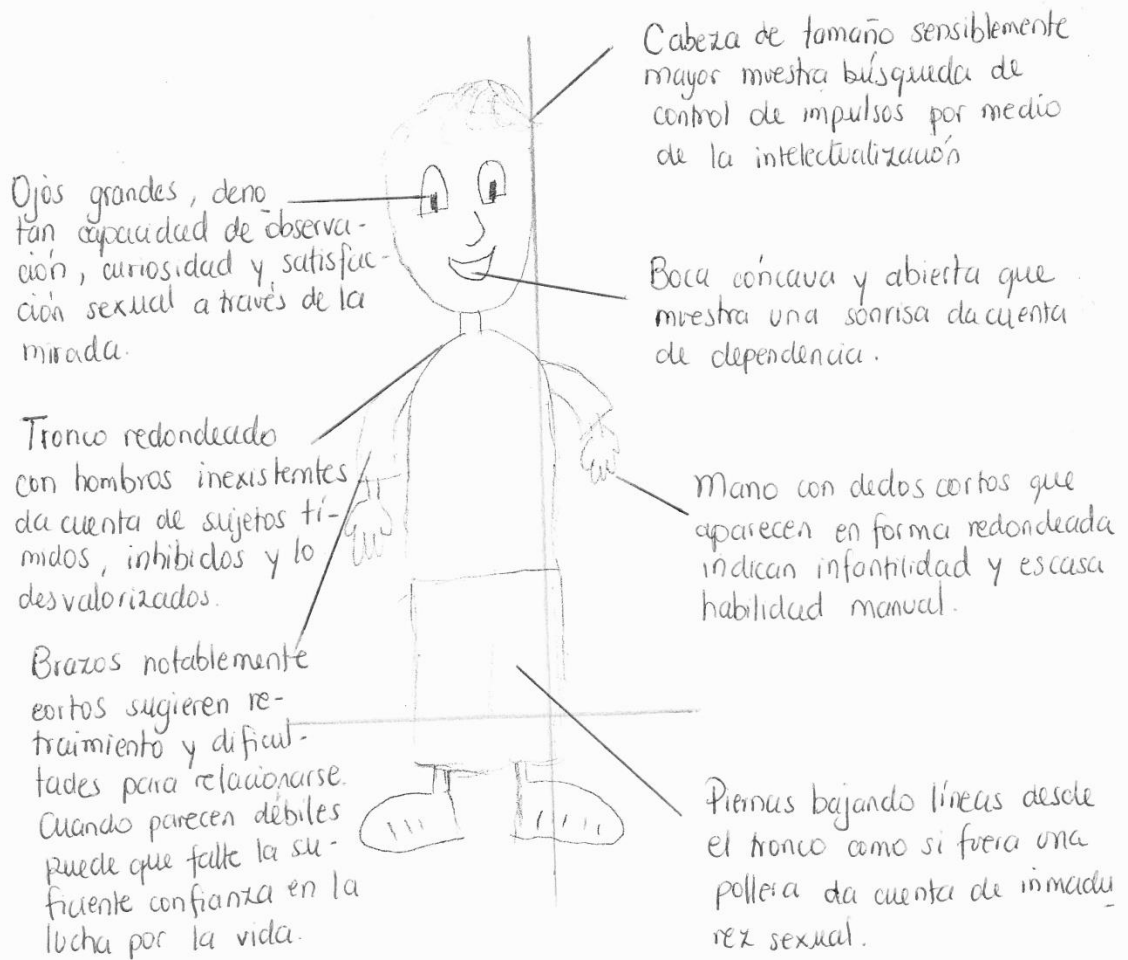 Cabeza de tamaño sensiblemente
mayor muestra búsqueda de
control de impulsos por medio
de la intelectualización
Ojos grandes, deno
tan capacidad de observa-
ción, curiosidad y satisfac-
ción sexual a través de la
mirada.
Boca cóncava y abierta que
muestra una sonrisa da cuenta
de dependencia.
Tronco redondeado
con hombros inexistemtes
da cuenta de sujetos tí-
midos, inhibidos y lo
desvalorizados.
Mano con dedos cortos que
aparecen en forma redondeada
indican infantilidad y escasa
habilidad manual.
Brazos notablemente
cortos sugieren re-
traimiento y dificul-
tades para relacionarse.
Cuando parecen débiles
puede que falte la su-
ficiente confianza en la
lucha por la vida.
Piernas bajando líneas desde
el tronco como si fuera una
pollera da cuenta de inmadu
rez sexual.